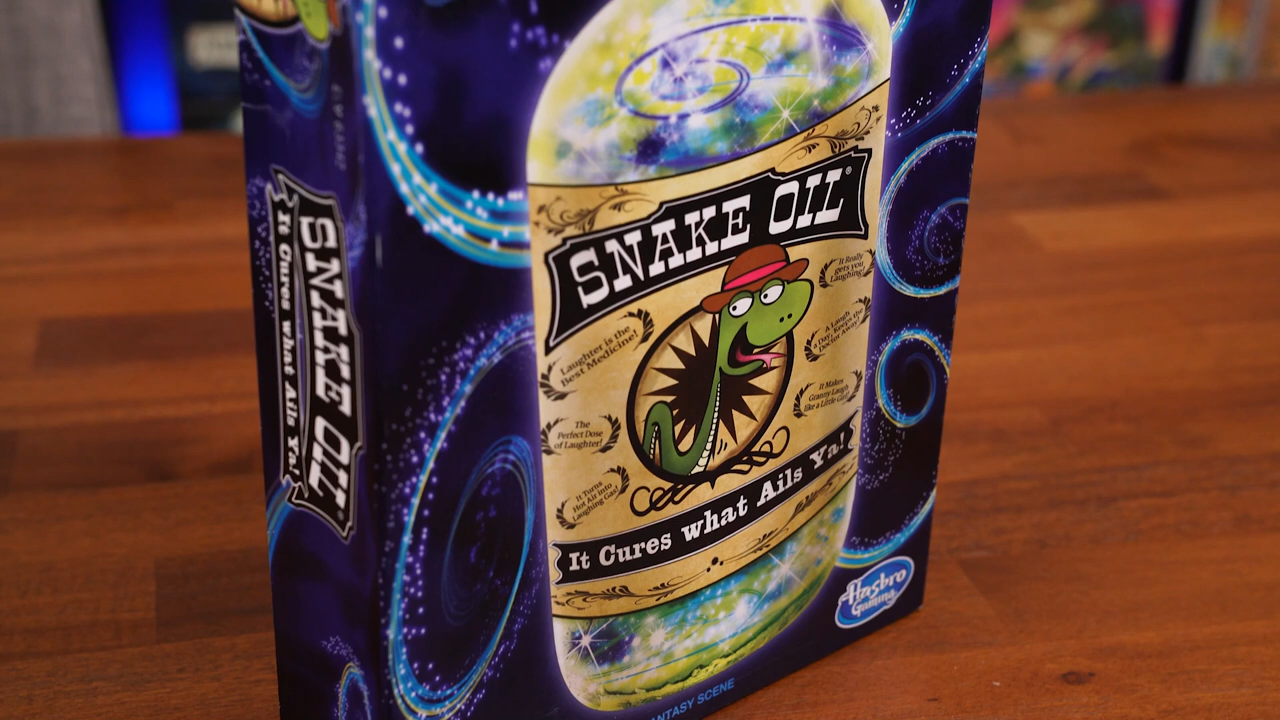 SNAKE OIL®
It Really
gets you
Laughing!
Laughter is the
Best Medicine!
A Laugh
a Day, Keeps the
Doctor Away!
It Makes
Granny Laugh
like a Little Girl!
The
Perfect Dose
of Laughter!
It Turns
Hot Air into
Laughing Gas!
It Cures what Ails Ya!
Hasbro
Gaming
ANTASY SCENE
SNAKE OIL
It Cures what Ails Ya!